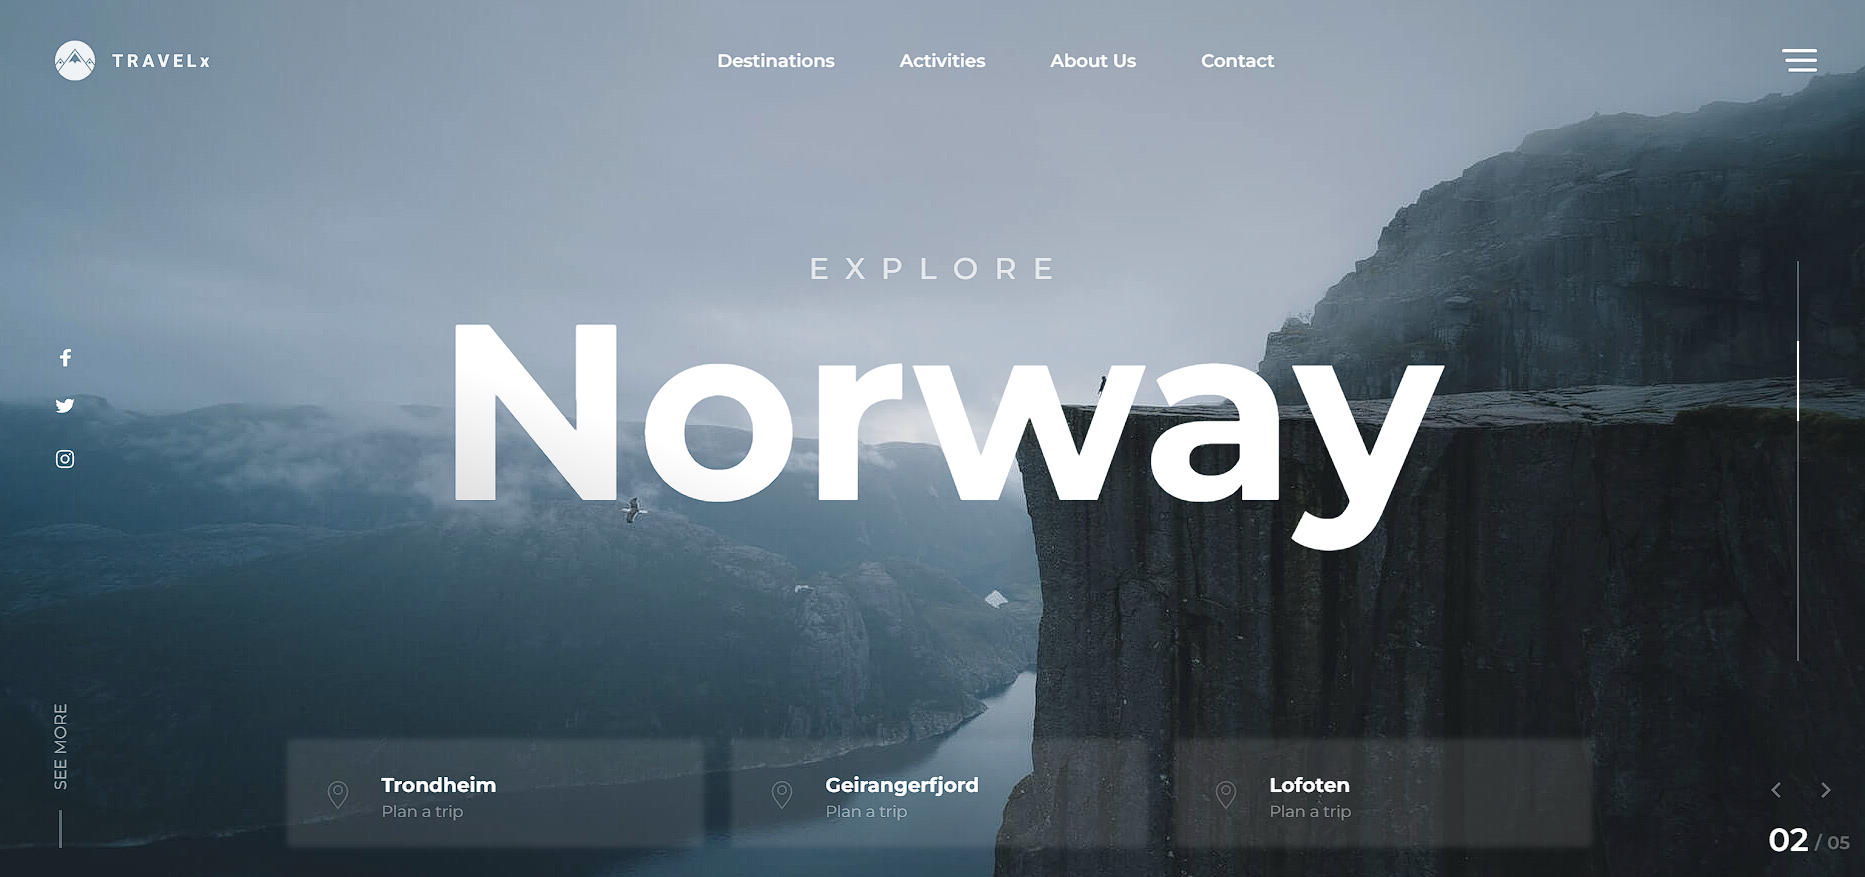 TRAVELx
Destinations
Activities
About Us
Contact
EXPLORE
Norway
SEE MORE
Trondheim
Plan a trip
Geirangerfjord
Plan a trip
Lofoten
Plan a trip
02 / 05